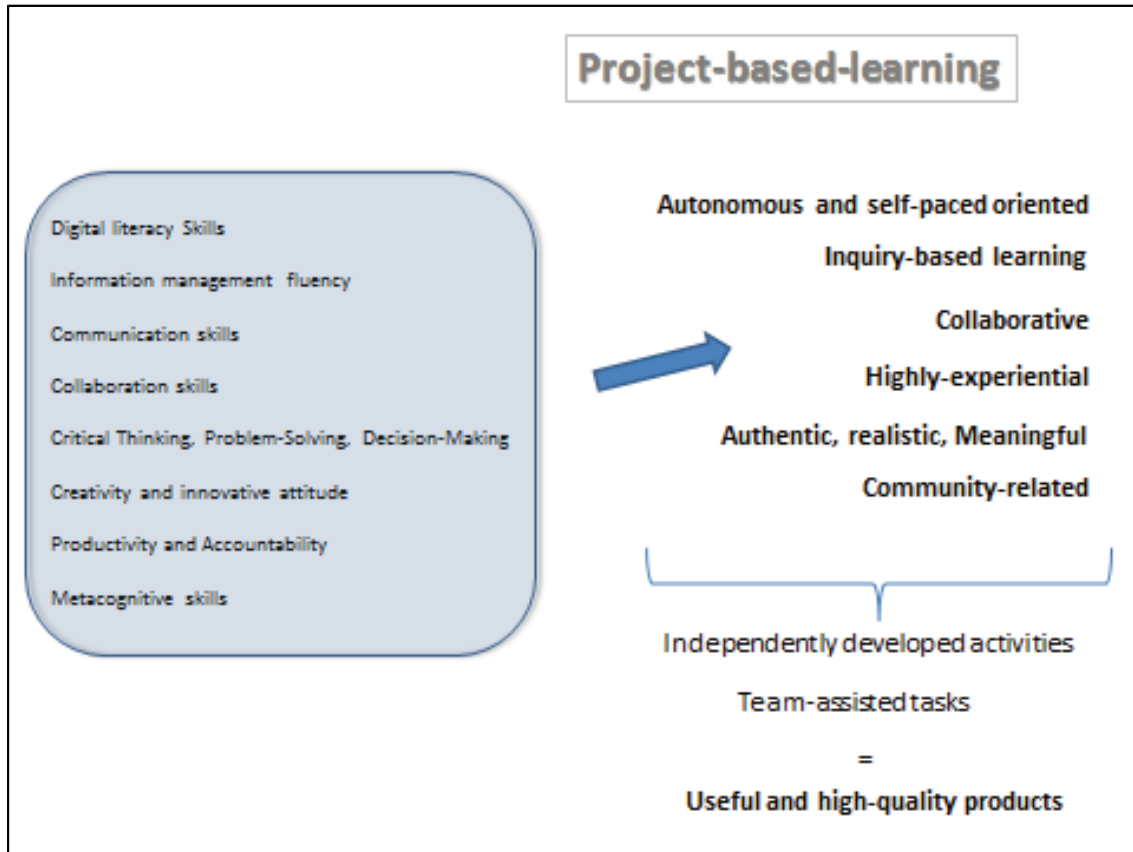 Project-based-learning
Digital literacy Skills
Information management fluency
Communication skills
Collaboration skills
Critical Thinking, Problem-Solving, Decision-Making
Creativity and innovative attitude
Productivity and Accountability
Metacognitive skills
Autonomous and self-paced oriented
Inquiry-based learning
Collaborative
Highly-experiential
Authentic, realistic, Meaningful
Community-related
Independently developed activities
Team-assisted tasks
=
Useful and high-quality products